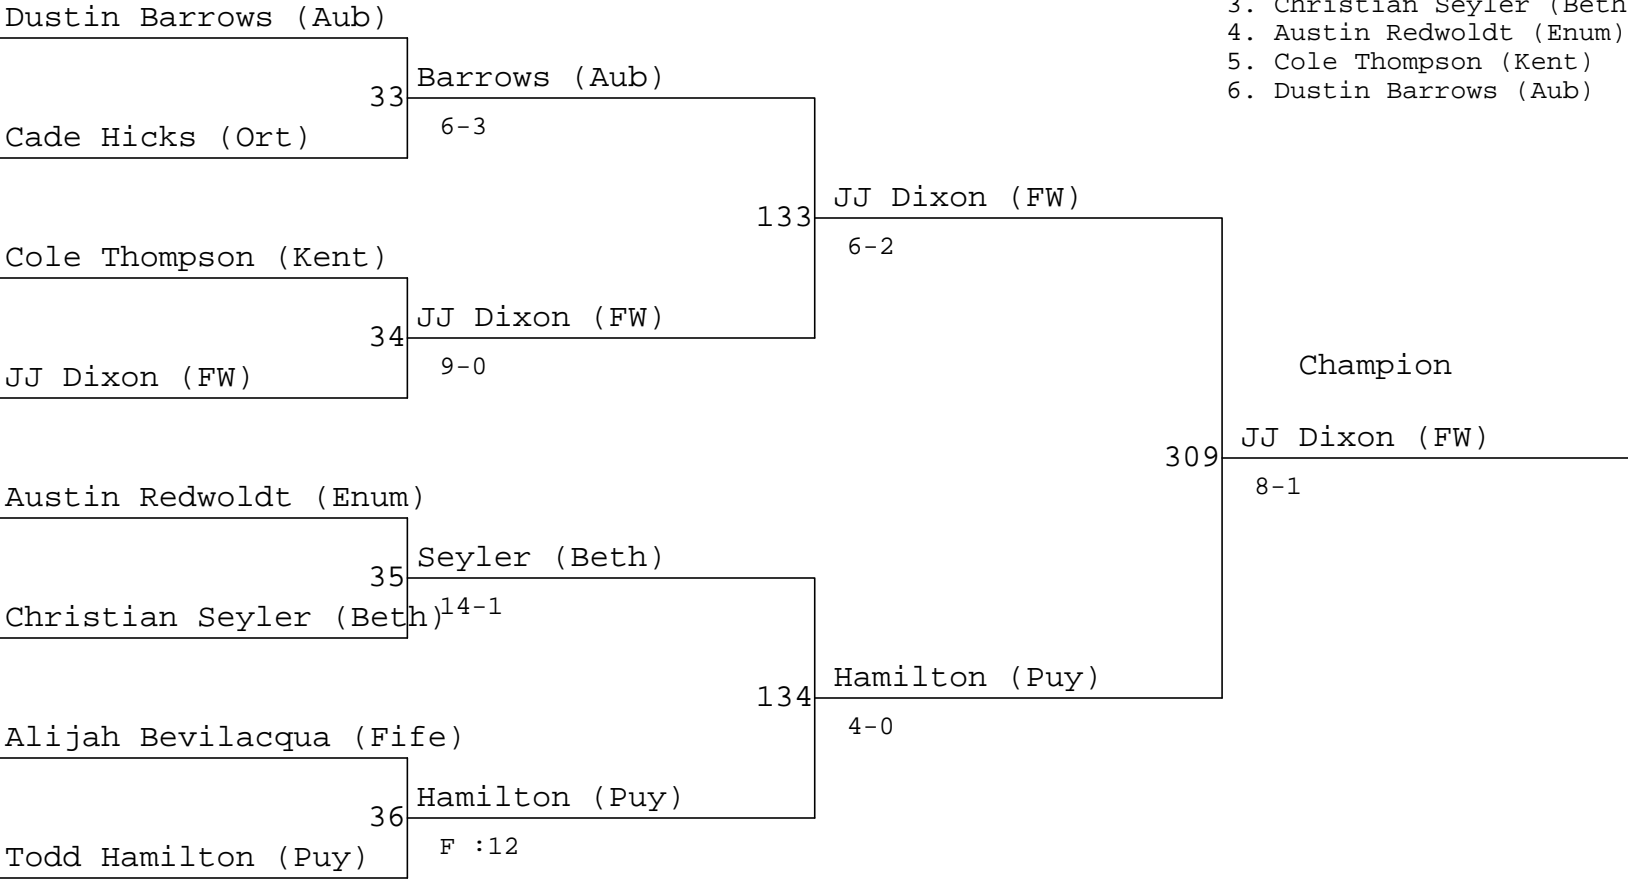 Dustin Barrows (Aub)
33
Barrows (Aub)
6-3
Cade Hicks (Ort)
133
JJ Dixon (FW)
6-2
Cole Thompson (Kent)
34
JJ Dixon (FW)
9-0
JJ Dixon (FW)
Champion
309
JJ Dixon (FW)
8-1
Austin Redwoldt (Enum)
35
Seyler (Beth)
14-1
Christian Seyler (Beth)
134
Hamilton (Puy)
4-0
Alijah Bevilacqua (Fife)
36
Hamilton (Puy)
F :12
Todd Hamilton (Puy)
3. Christian Seyler (Beth
4. Austin Redwoldt (Enum)
5. Cole Thompson (Kent)
6. Dustin Barrows (Aub)